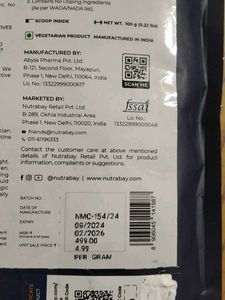 3. Contains No Doping Ingredients
(As per WADA/NADA list)
SCOOP INSIDE
NET WT. 100 g (0.22 lbs)
VEGETARIAN PRODUCT
MANUFACTURED IN INDIA
MANUFACTURED BY:
Abyss Pharma Pvt. Ltd.
B-121, Second Floor, Mayapuri,
Phase 1, New Delhi, 110064, India
Lic No: 13322999000617
SCAN ME
MARKETED BY:
Nutrabay Retail Pvt. Ltd.
B-289, Okhla Industrial Area
Phase 1, New Delhi, 110020, India
friends@nutrabay.com
011-61196333
fssai
Lic No:
13322999000048
Contact the customer care at above mentioned
details of Nutrabay Retail Pvt. Ltd. for product
information, complaints or suggestions.
@nutrabay
www.nutrabay.com
BATCH NO
NMC-154/24
DATE OF MANUFACTURE
09/2024
EXPIRY
02/2026
MRP ₹
499.00
UNIT SALE PRICE
4.99
PER GRAM